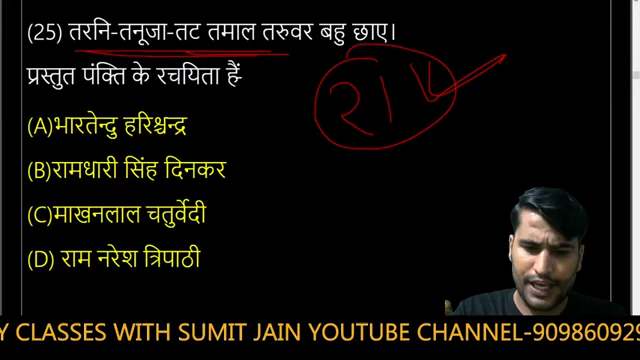 (25) तरनि-तनूजा-तट तमाल तरुवर बहु छाए।
प्रस्तुत पंक्ति के रचयिता हैं
(A)भारतेन्दु हरिश्चन्द्र
(B)रामधारी सिंह दिनकर
(C)माखनलाल चतुर्वेदी
(D) राम नरेश त्रिपाठी
Y CLASSES WITH SUMIT JAIN YOUTUBE CHANNEL-909860929